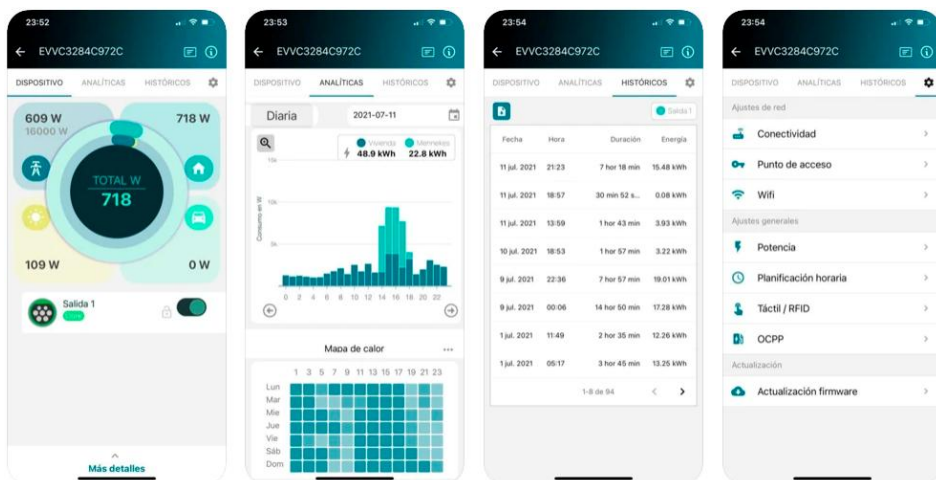 23:52
EVVC3284C972C
DISPOSITIVO ANALÍTICAS HISTÓRICOS
609 W
16000 W
718 W
TOTAL W
718
109 W
0 W
Salida 1
Más detalles
23:53
EVVC3284C972C
DISPOSITIVO ANALÍTICAS HISTÓRICOS
Diaria 2021-07-11
Vivienda Mennekes
48.9 kWh 22.8 kWh
Consumo en W
15k
10k
5k
0 2 4 6 8 10 12 14 16 18 20 22
Mapa de calor
1 3 5 7 9 11 13 15 17 19 21 23
Lun
Mar
Mie
Jue
Vie
Sáb
Dom
23:54
EVVC3284C972C
DISPOSITIVO ANALÍTICAS HISTÓRICOS
Salida 1
Fecha Hora Duración Energía
11 jul. 2021 21:23 7 hor 18 min 15.48 kWh
11 jul. 2021 18:57 30 min 52 s... 0.08 kWh
11 jul. 2021 13:59 1 hor 43 min 3.93 kWh
10 jul. 2021 18:53 1 hor 57 min 3.22 kWh
9 jul. 2021 22:36 7 hor 57 min 19.01 kWh
9 jul. 2021 00:06 14 hor 50 min 17.28 kWh
1 jul. 2021 11:49 2 hor 35 min 12.26 kWh
1 jul. 2021 05:17 3 hor 45 min 13.25 kWh
1-8 de 94
23:54
EVVC3284C972C
DISPOSITIVO ANALÍTICAS HISTÓRICOS
Ajustes de red
Conectividad
Punto de acceso
Wifi
Ajustes generales
Potencia
Planificación horaria
Táctil / RFID
OCPP
Actualización
Actualización firmware